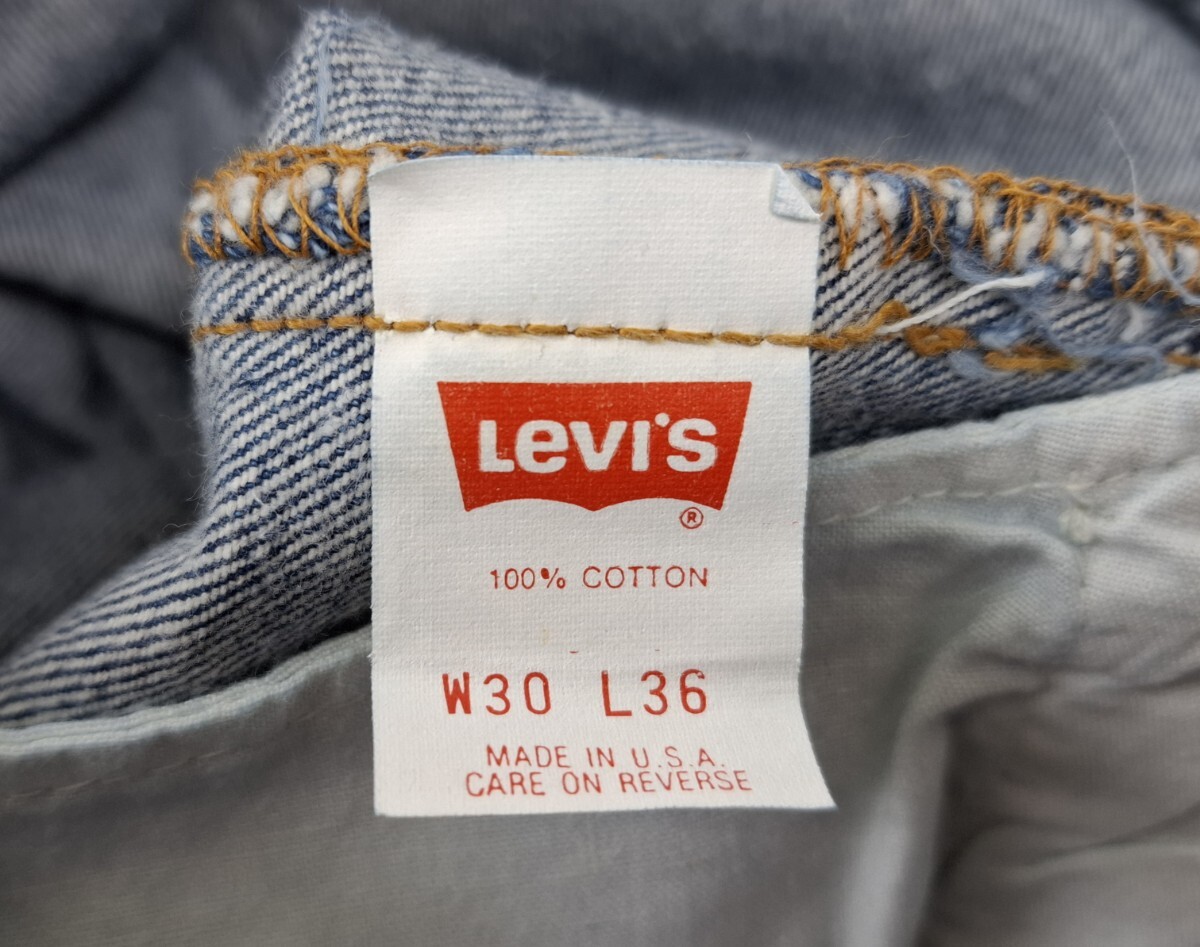 LeVI'S
®
100% COTTON
W30 L36
MADE IN U.S.A.
CARE ON REVERSE